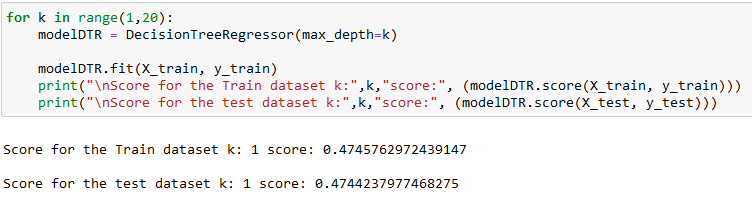 for k in range(1,20):
    modelDTR = DecisionTreeRegressor(max_depth=k)
    modelDTR.fit(X_train, y_train)
    print("\nScore for the Train dataset k:",k,"score:", (modelDTR.score(X_train, y_train)))
    print("\nScore for the test dataset k:",k,"score:", (modelDTR.score(X_test, y_test)))
Score for the Train dataset k: 1 score: 0.4745762972439147
Score for the test dataset k: 1 score: 0.4744237977468275